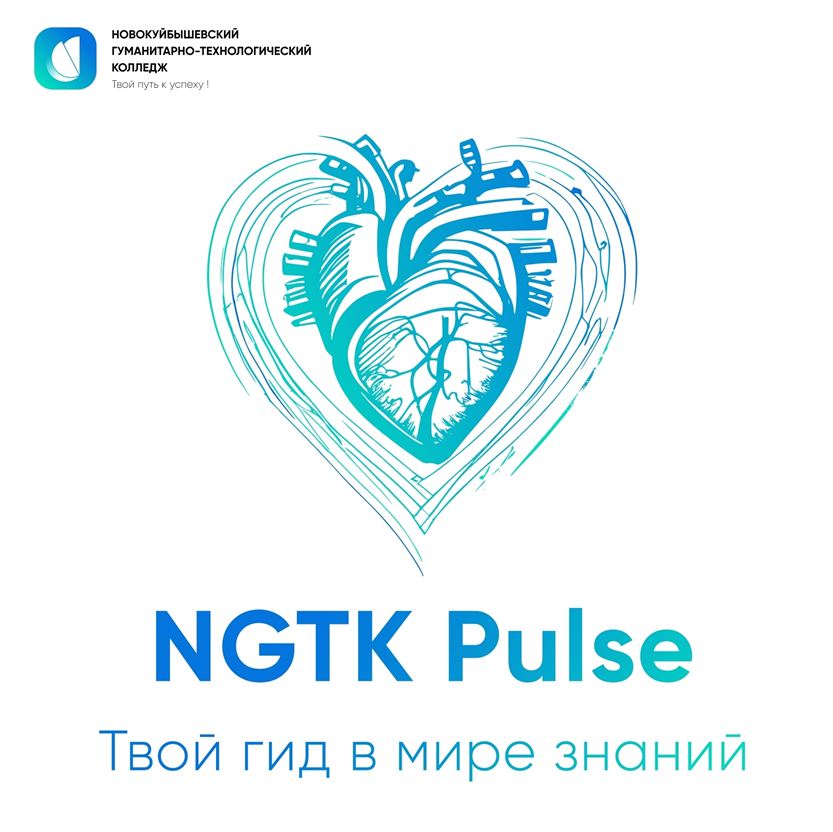 НОВОКУЙБЫШЕВСКИЙ
ГУМАНИТАРНО-ТЕХНОЛОГИЧЕСКИЙ
КОЛЛЕДЖ
Твой путь к успеху !
NGTK Pulse
Твой гид в мире знаний